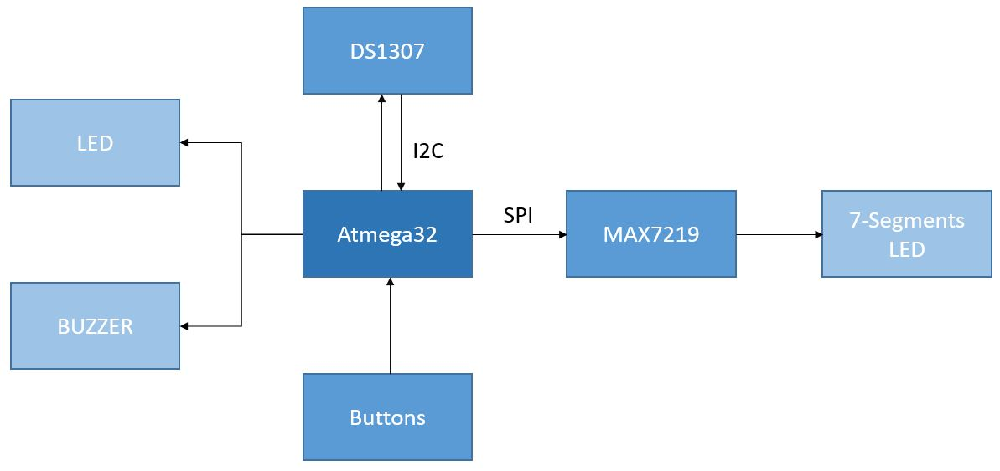 DS1307
LED
I2C
Atmega32
SPI
MAX7219
7-Segments
LED
BUZZER
Buttons